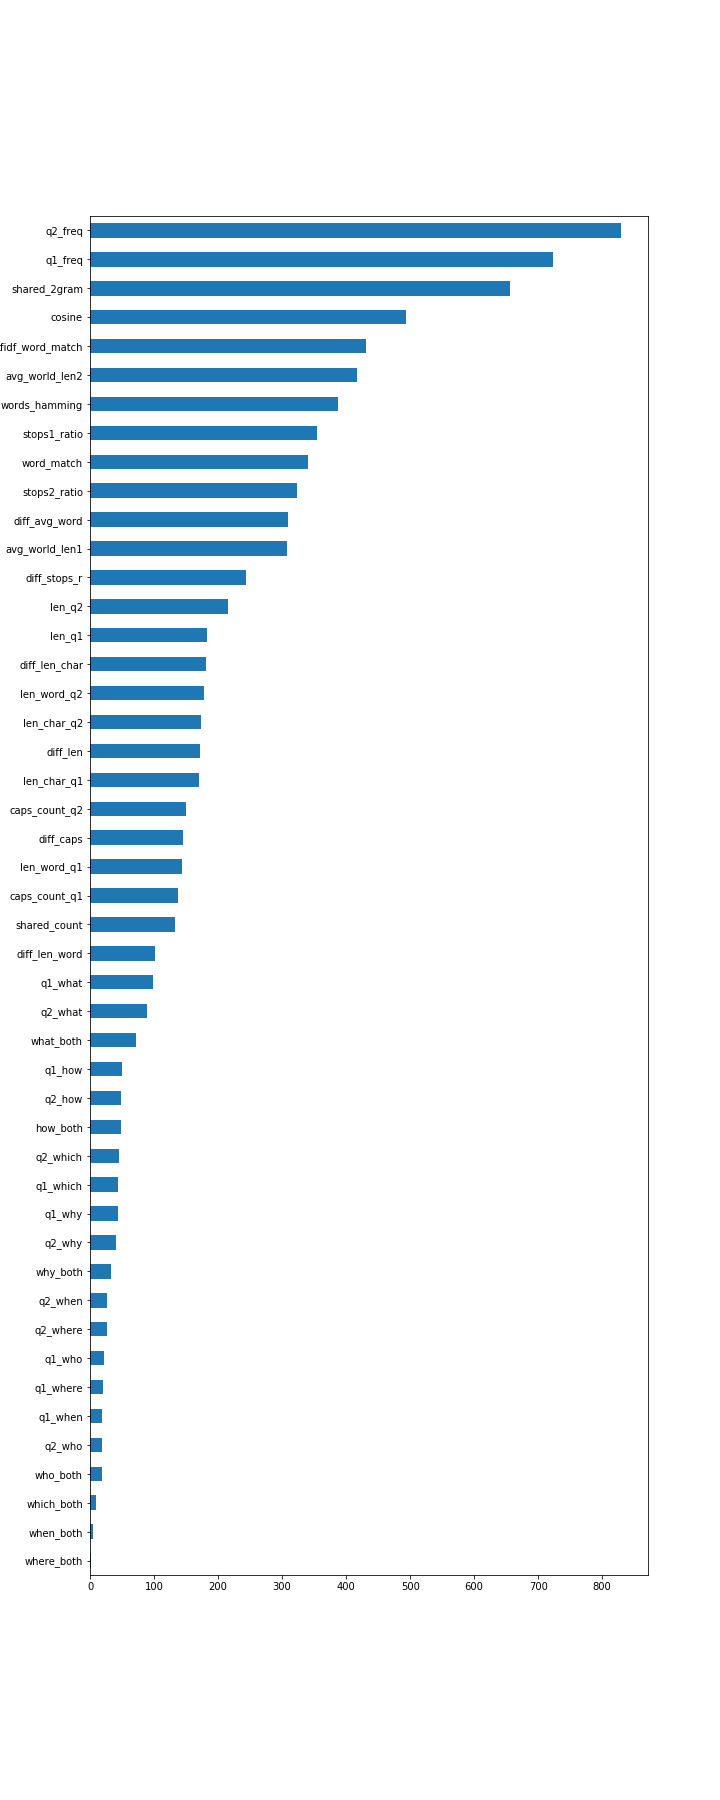 q2_freq
q1_freq
shared_2gram
cosine
fidf_word_match
avg_world_len2
words_hamming
stops1_ratio
word_match
stops2_ratio
diff_avg_word
avg_world_len1
diff_stops_r
len_q2
len_q1
diff_len_char
len_word_q2
len_char_q2
diff_len
len_char_q1
caps_count_q2
diff_caps
len_word_q1
caps_count_q1
shared_count
diff_len_word
q1_what
q2_what
what_both
q1_how
q2_how
how_both
q2_which
q1_which
q1_why
q2_why
why_both
q2_when
q2_where
q1_who
q1_where
q1_when
q2_who
who_both
which_both
when_both
where_both
0 100 200 300 400 500 600 700 800